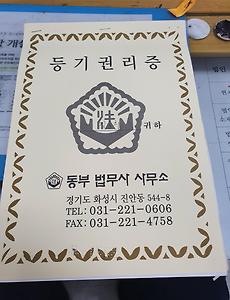 등기권리증
法
귀하
동부 법무사 사무소
경기도 화성시 진안동 544-8
TEL: 031-221-0606
FAX: 031-221-4758